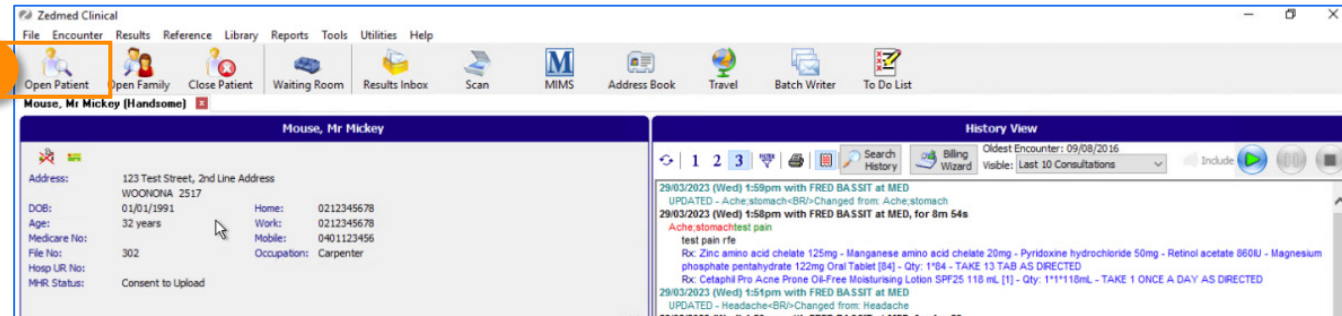 Zedmed Clinical
File Encounter Results Reference Library Reports Tools Utilities Help
Open Patient Open Family Close Patient Waiting Room Results Inbox Scan MIMS Address Book Travel Batch Writer To Do List
Mouse, Mr Mickey (Handsome)
Mouse, Mr Mickey
Address: 123 Test Street, 2nd Line Address
WOONONA 2517
DOB: 01/01/1991 Home: 0212345678
Age: 32 years Work: 0212345678
Medicare No: Mobile: 0401123456
File No: 302 Occupation: Carpenter
Hosp UR No:
MHR Status: Consent to Upload
History View
1 2 3 Search History Billing Wizard Oldest Encounter: 09/08/2016
Visible: Last 10 Consultations Include
29/03/2023 (Wed) 1:59pm with FRED BASSIT at MED
UPDATED - Ache;stomach<BR/>Changed from: Ache;stomach
29/03/2023 (Wed) 1:58pm with FRED BASSIT at MED, for 8m 54s
Ache;stomachtest pain
test pain rfe
Rx: Zinc amino acid chelate 125mg - Manganese amino acid chelate 20mg - Pyridoxine hydrochloride 50mg - Retinol acetate 860IU - Magnesium
phosphate pentahydrate 122mg Oral Tablet [84] - Qty: 1*84 - TAKE 13 TAB AS DIRECTED
Rx: Cetaphil Pro Acne Prone Oil-Free Moisturising Lotion SPF25 118 mL [1] - Qty: 1*1*118mL - TAKE 1 ONCE A DAY AS DIRECTED
29/03/2023 (Wed) 1:51pm with FRED BASSIT at MED
UPDATED - Headache<BR/>Changed from: Headache